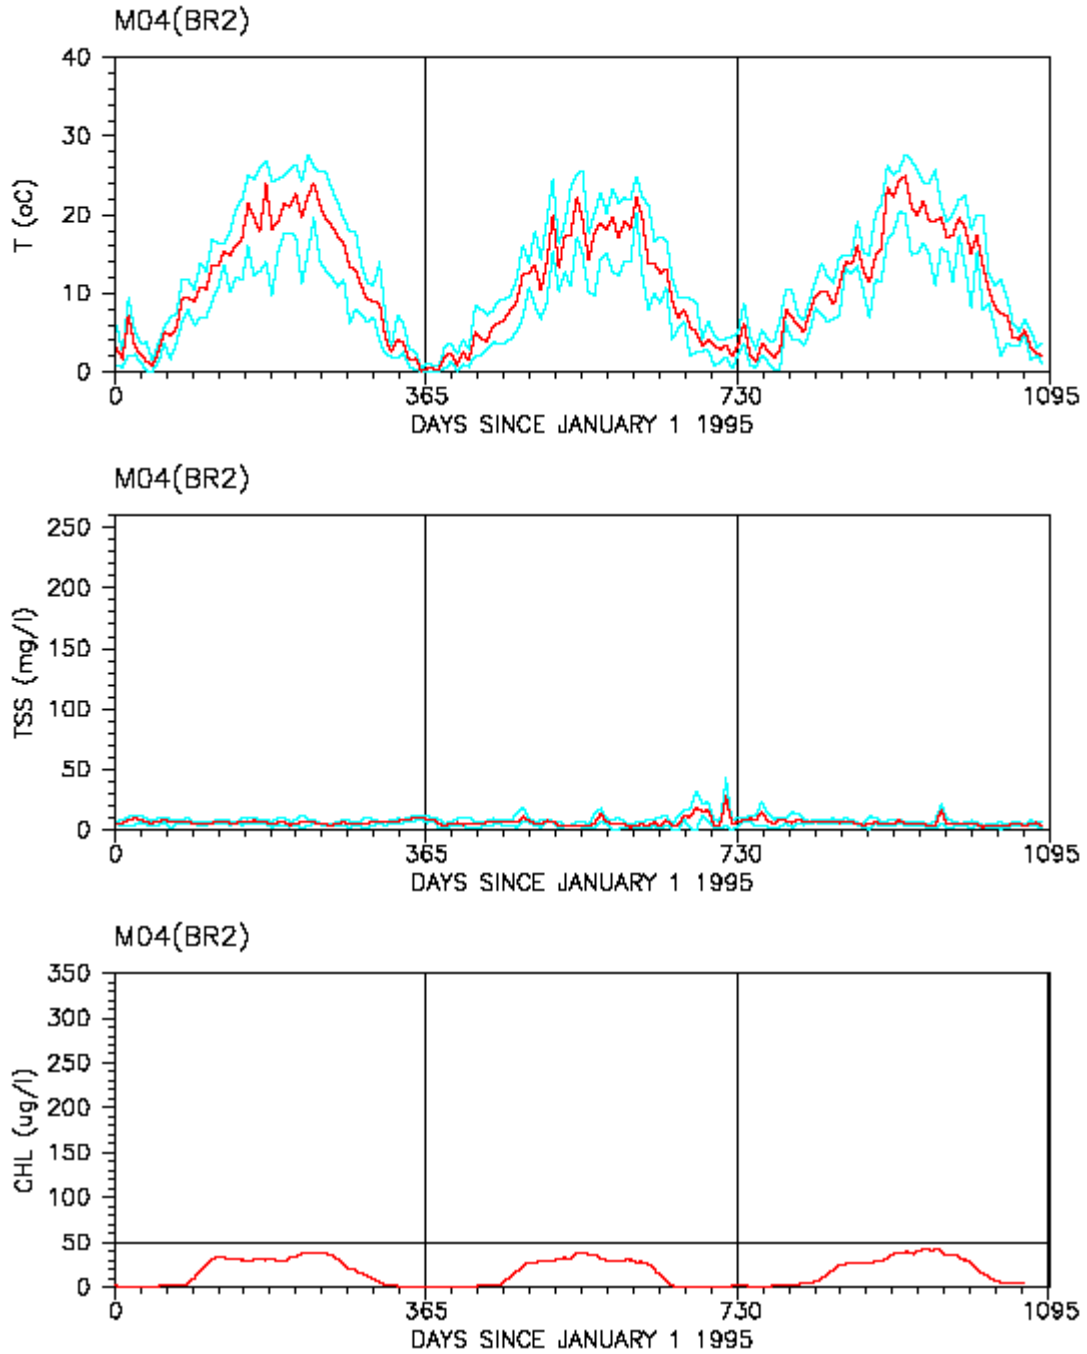 M04(BR2)
40
30
20
10
0
T (oC)
0 365 730 1095
DAYS SINCE JANUARY 1 1995
M04(BR2)
250
200
150
100
50
0
TSS (mg/l)
0 365 730 1095
DAYS SINCE JANUARY 1 1995
M04(BR2)
350
300
250
200
150
100
50
0
CHL (ug/l)
0 365 730 1095
DAYS SINCE JANUARY 1 1995